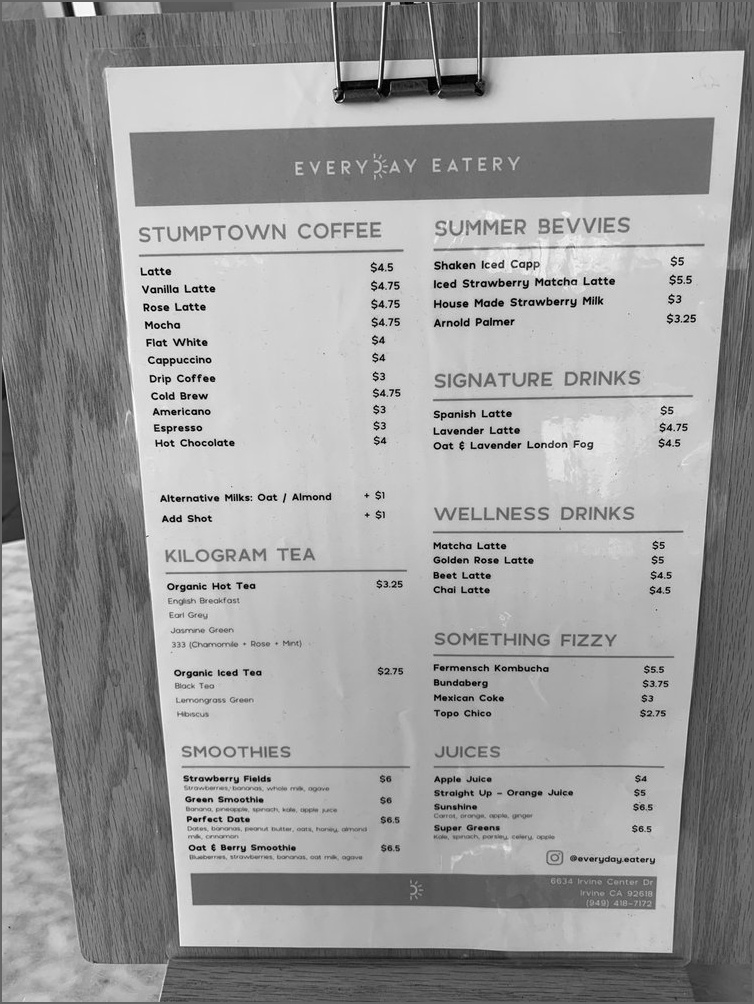 EVERYDAY EATERY
STUMPTOWN COFFEE
Latte $4.5
Vanilla Latte $4.75
Rose Latte $4.75
Mocha $4.75
Flat White $4
Cappuccino $4
Drip Coffee $3
Cold Brew $4.75
Americano $3
Espresso $3
Hot Chocolate $4
Alternative Milks: Oat / Almond + $1
Add Shot + $1
KILOGRAM TEA
Organic Hot Tea $3.25
English Breakfast
Earl Grey
Jasmine Green
333 (Chamomile + Rose + Mint)
Organic Iced Tea $2.75
Black Tea
Lemongrass Green
Hibiscus
SMOOTHIES
Strawberry Fields $6
Strawberries, bananas, whole milk, agave
Green Smoothie $6
Banana, pineapple, spinach, kale, apple juice
Perfect Date $6.5
Dates, bananas, peanut butter, oats, honey, almond
milk, cinnamon
Oat & Berry Smoothie $6.5
Blueberries, strawberries, bananas, oat milk, agave
SUMMER BEVVIES
Shaken Iced Capp $5
Iced Strawberry Matcha Latte $5.5
House Made Strawberry Milk $3
Arnold Palmer $3.25
SIGNATURE DRINKS
Spanish Latte $5
Lavender Latte $4.75
Oat & Lavender London Fog $4.5
WELLNESS DRINKS
Matcha Latte $5
Golden Rose Latte $5
Beet Latte $4.5
Chai Latte $4.5
SOMETHING FIZZY
Fermensch Kombucha $5.5
Bundaberg $3.75
Mexican Coke $3
Topo Chico $2.75
JUICES
Apple Juice $4
Straight Up - Orange Juice $5
Sunshine $6.5
Carrot, orange, apple, ginger
Super Greens $6.5
Kale, spinach, parsley, celery, apple
@everyday.eatery
6634 Irvine Center Dr
Irvine CA 92618
(949) 418-7172